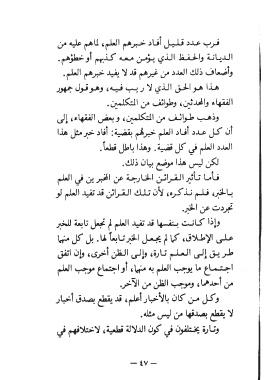 فرب عدد قليل أفاد خبرهم العلم، لماهم عليه من
الديانة والحفظ الذي يؤمن معه كذبهم أو خطؤهم.
وأضعاف ذلك العدد من غيرهم قد لا يفيد خبرهم العلم.
هذا هو الحق الذي لا ريب فيه، وهو قول جمهور
الفقهاء والمحدثين، وطوائف من المتكلمين.
وذهب طوائف من المتكلمين، وبعض الفقهاء، إلى
أن كل عدد أفاد العلم خبرهم بقضية: أفاد خبر مثل هذا
العدد العلم في كل قضية. وهذا باطل قطعاً.
لكن ليس هذا موضع بيان ذلك.
فأما تأثير القرائن الخارجة عن المخبرين في العلم
بالخبر، فلم نذكره، لأن تلك القرائن قد تفيد العلم لو
تجردت عن الخبر.
وإذا كانت بنفسها قد تفيد العلم لم تجعل تابعة للخبر
على الإطلاق، كما لم يجعل الخبر تابعاً لها. بل كل منهما
طريق إلى العلم تارة، وإلى الظن أخرى، وإن اتفق
اجتماع ما يوجب العلم به منهما، أو اجتماع موجب العلم
من أحدهما، وموجب الظن من الآخر.
وكل من كان بالأخبار أعلم، قد يقطع بصدق أخبار
لا يقطع بصدقها من ليس مثله.
وتارة يختلفون في كون الدلالة قطعية، لاختلافهم في
— ٤٧ —